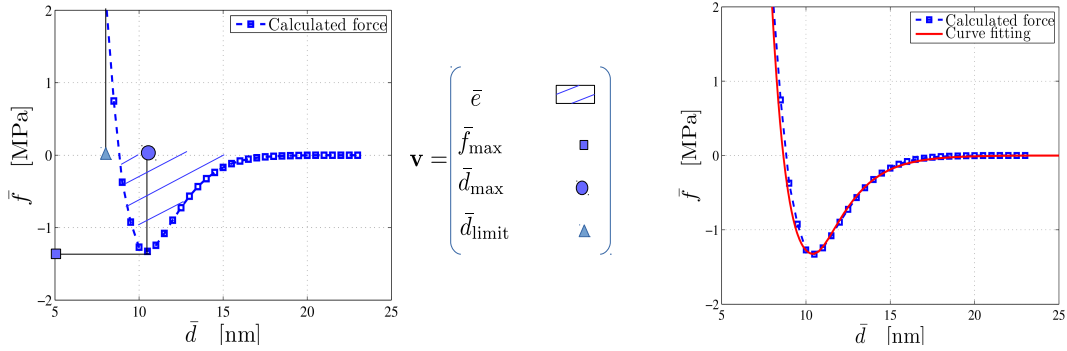 2
1
0
−1
−2
5
10
15
20
25
f̄ [MPa]
d̄ [nm]
Calculated force
v =
ē
f̄max
d̄max
d̄limit
2
1
0
−1
−2
5
10
15
20
25
f̄ [MPa]
d̄ [nm]
Calculated force
Curve fitting